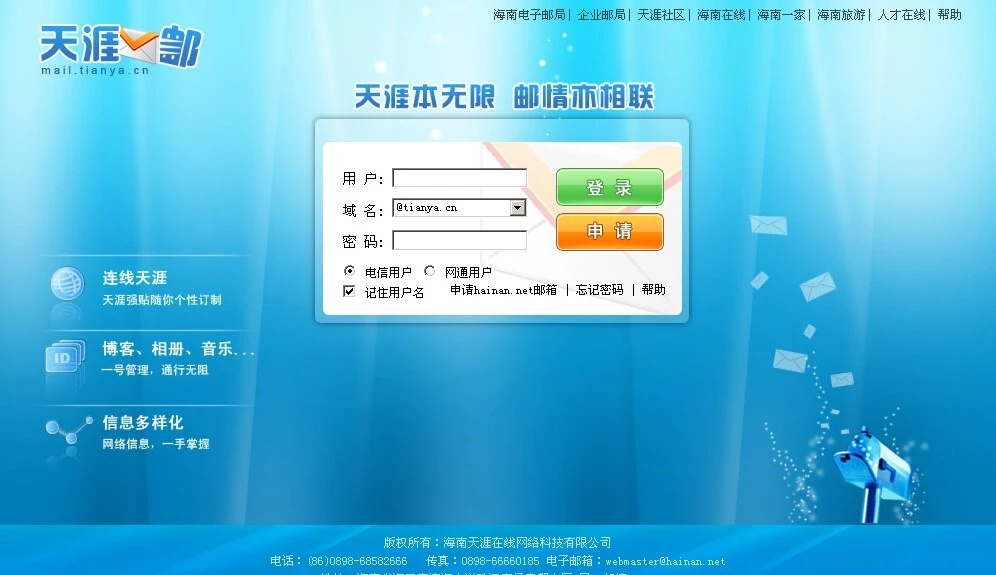 海南电子邮局| 企业邮局| 天涯社区| 海南在线| 海南一家| 海南旅游| 人才在线| 帮助
天涯 邮
mail.tianya.cn
天涯本无限 邮情亦相联
用 户:
登 录
域 名: @tianya.cn
申 请
密 码:
电信用户 网通用户
记住用户名 申请hainan.net邮箱 | 忘记密码 | 帮助
连线天涯
天涯强贴随你个性订制
ID
博客、相册、音乐...
一号管理，通行无阻
信息多样化
网络信息，一手掌握
版权所有：海南天涯在线网络科技有限公司
电话：(86)0898-68582666 传真：0898-66660185 电子邮箱：webmaster@hainan.net